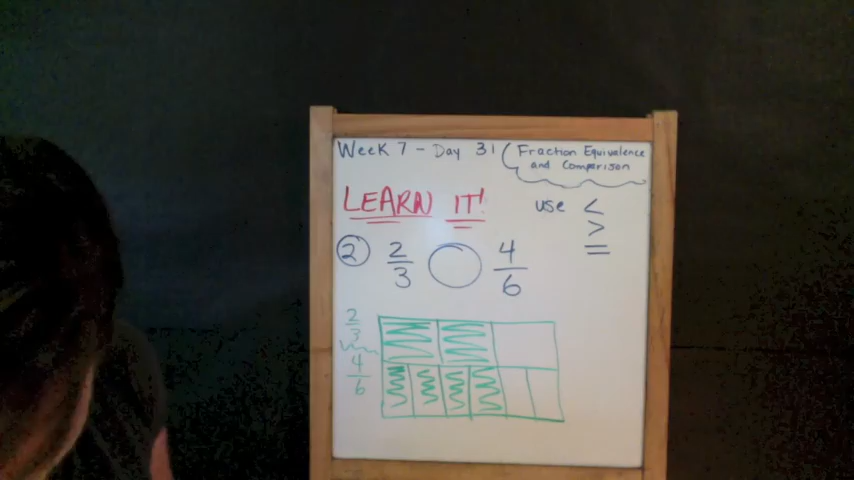 Week 7 - Day 31
Fraction Equivalence
and Comparison
LEARN IT!
use <
>
=
2 2/3 4/6
2/3
4/6